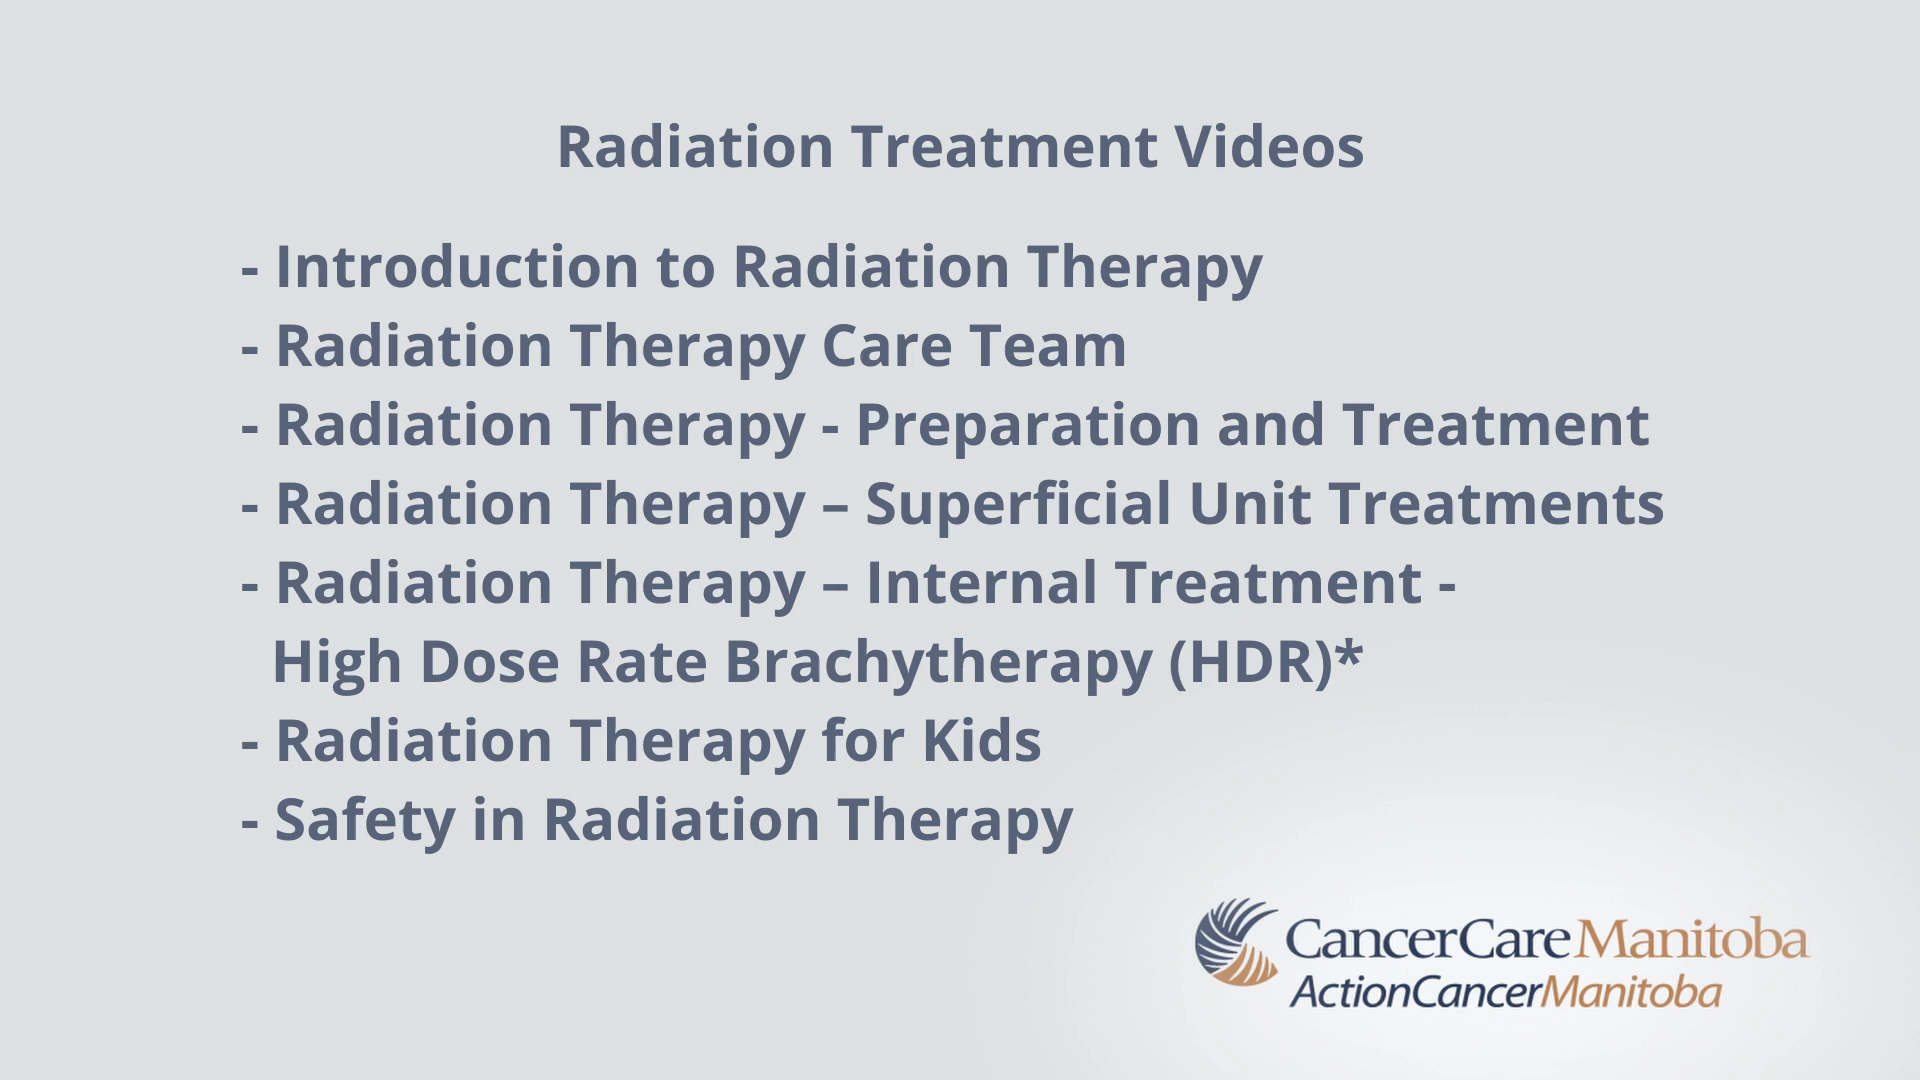 Radiation Treatment Videos
- Introduction to Radiation Therapy
- Radiation Therapy Care Team
- Radiation Therapy - Preparation and Treatment
- Radiation Therapy – Superficial Unit Treatments
- Radiation Therapy – Internal Treatment -
High Dose Rate Brachytherapy (HDR)*
- Radiation Therapy for Kids
- Safety in Radiation Therapy
CancerCare Manitoba
ActionCancerManitoba